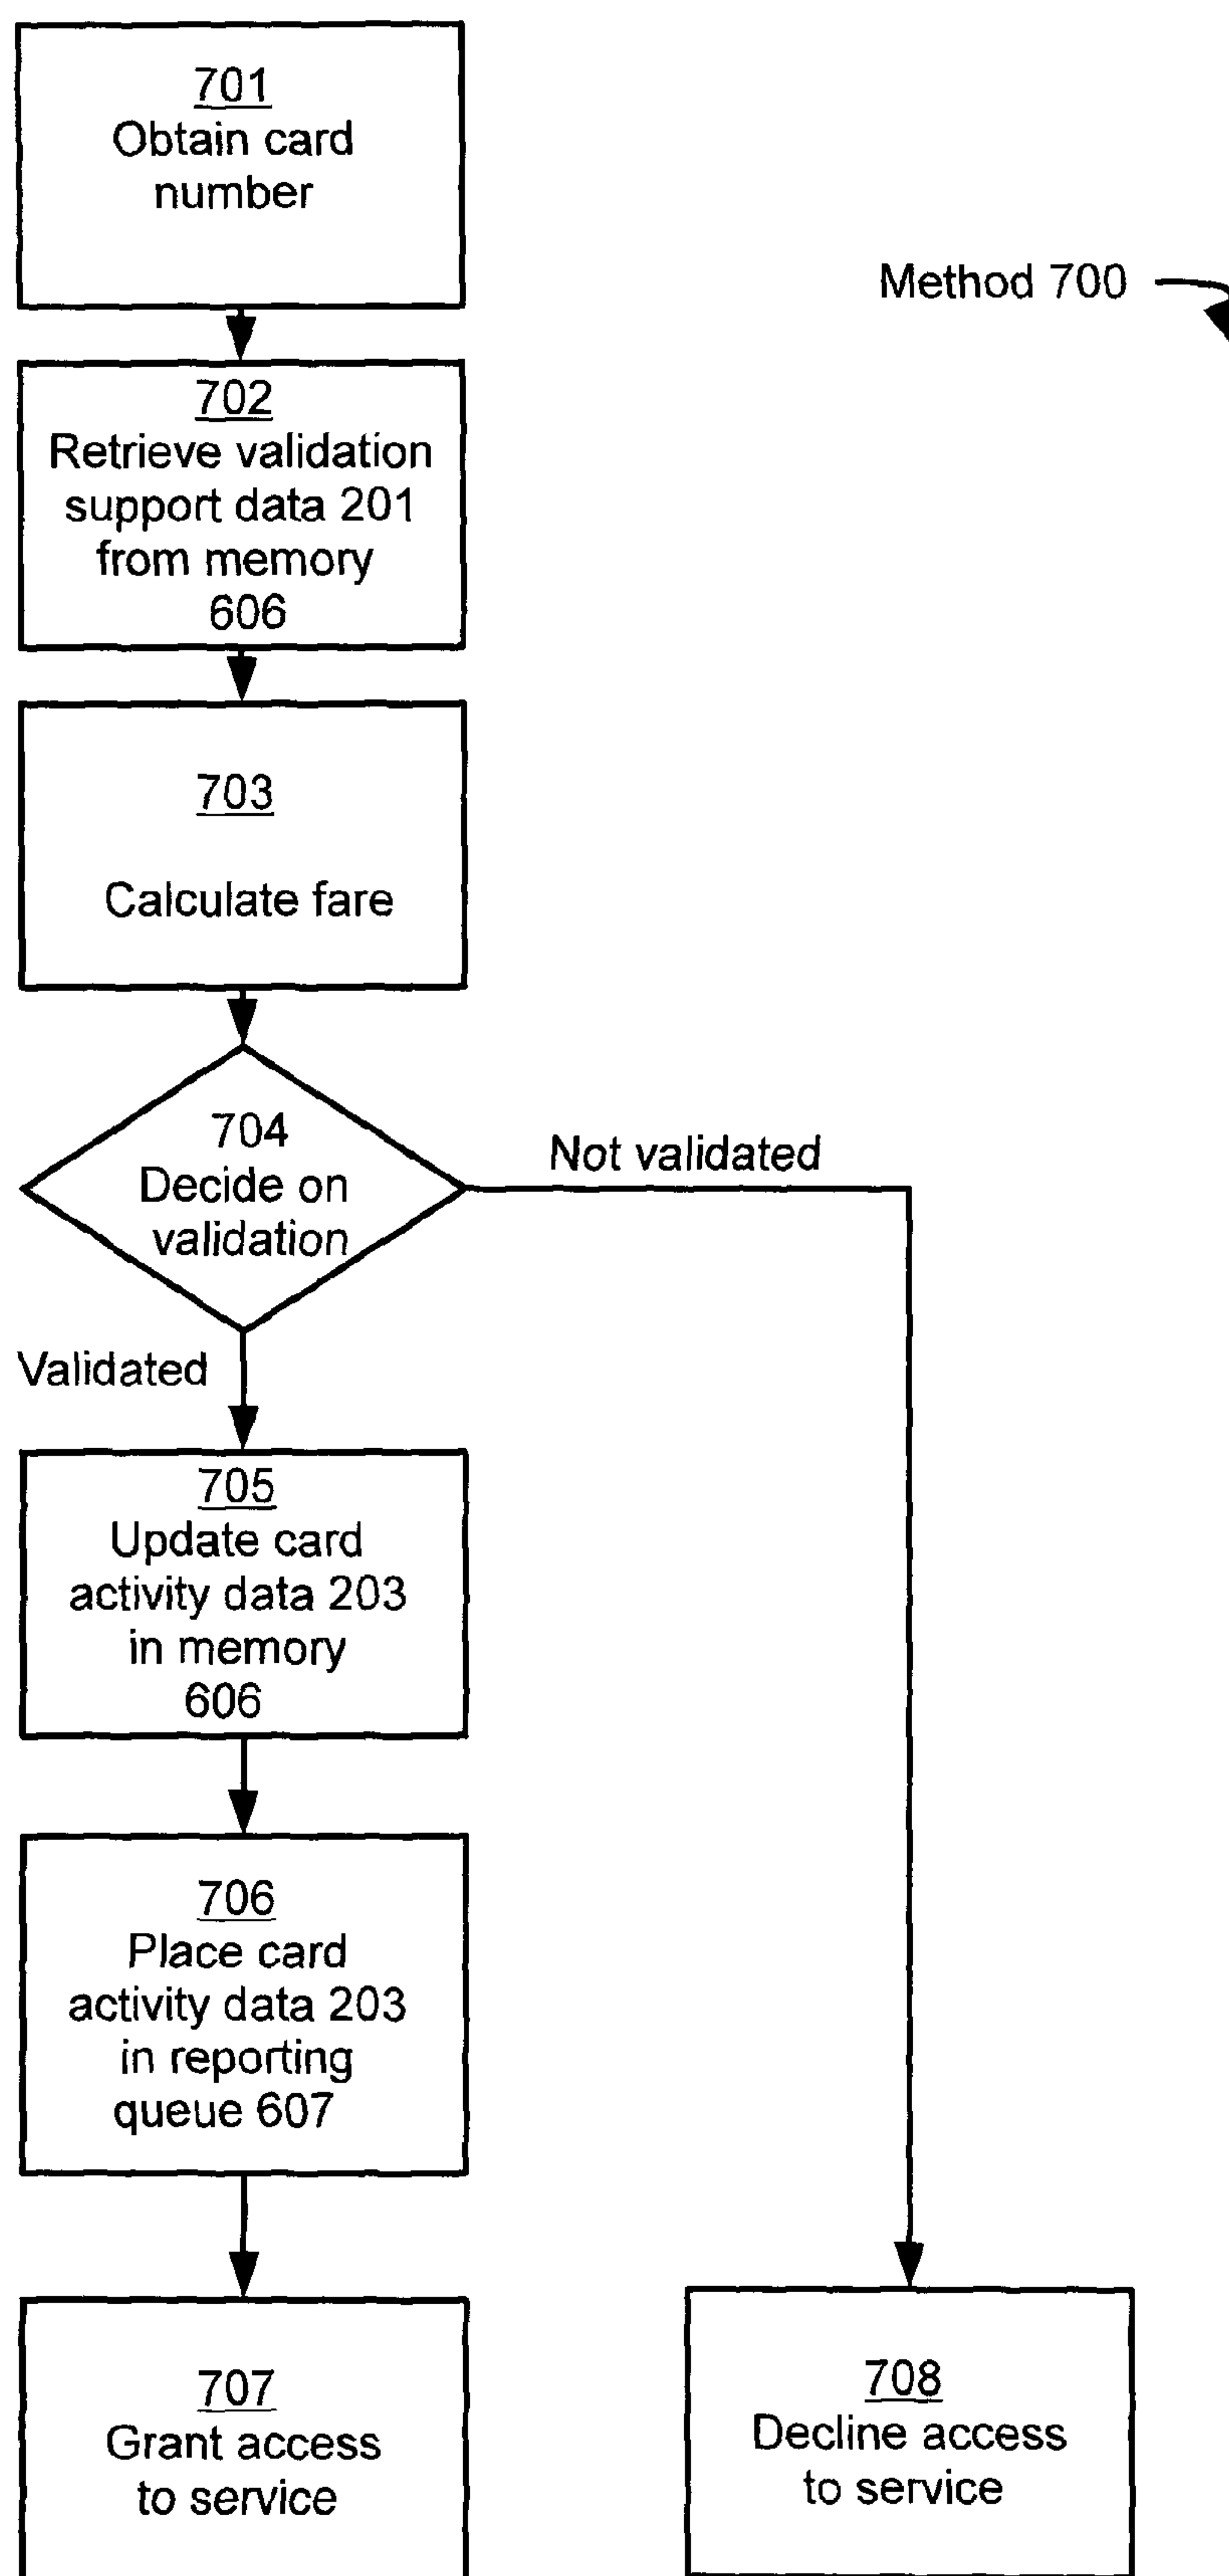 701
Obtain card
number
Method 700
702
Retrieve validation
support data 201
from memory
606
703
Calculate fare
704
Decide on
validation
Not validated
Validated
705
Update card
activity data 203
in memory
606
706
Place card
activity data 203
in reporting
queue 607
707
Grant access
to service
708
Decline access
to service